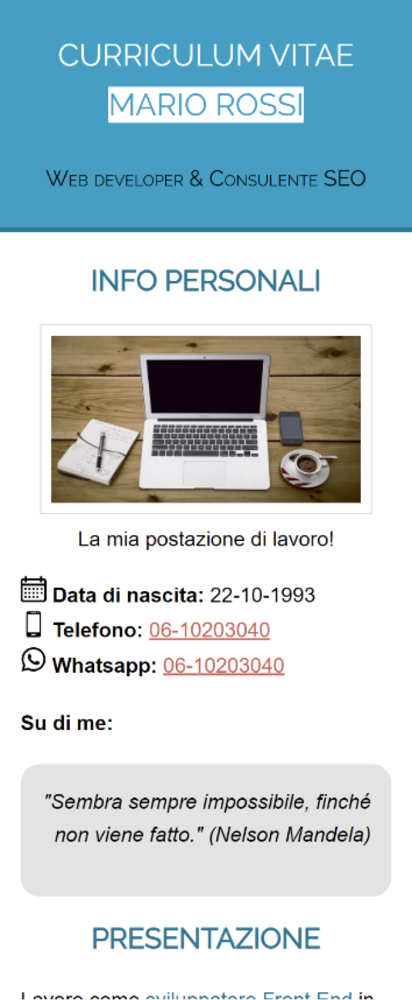 CURRICULUM VITAE
MARIO ROSSI
Web developer & Consulente SEO
INFO PERSONALI
La mia postazione di lavoro!
Data di nascita: 22-10-1993
Telefono: 06-10203040
Whatsapp: 06-10203040
Su di me:
"Sembra sempre impossibile, finché
non viene fatto." (Nelson Mandela)
PRESENTAZIONE
Lavoro come sviluppatore Front End in